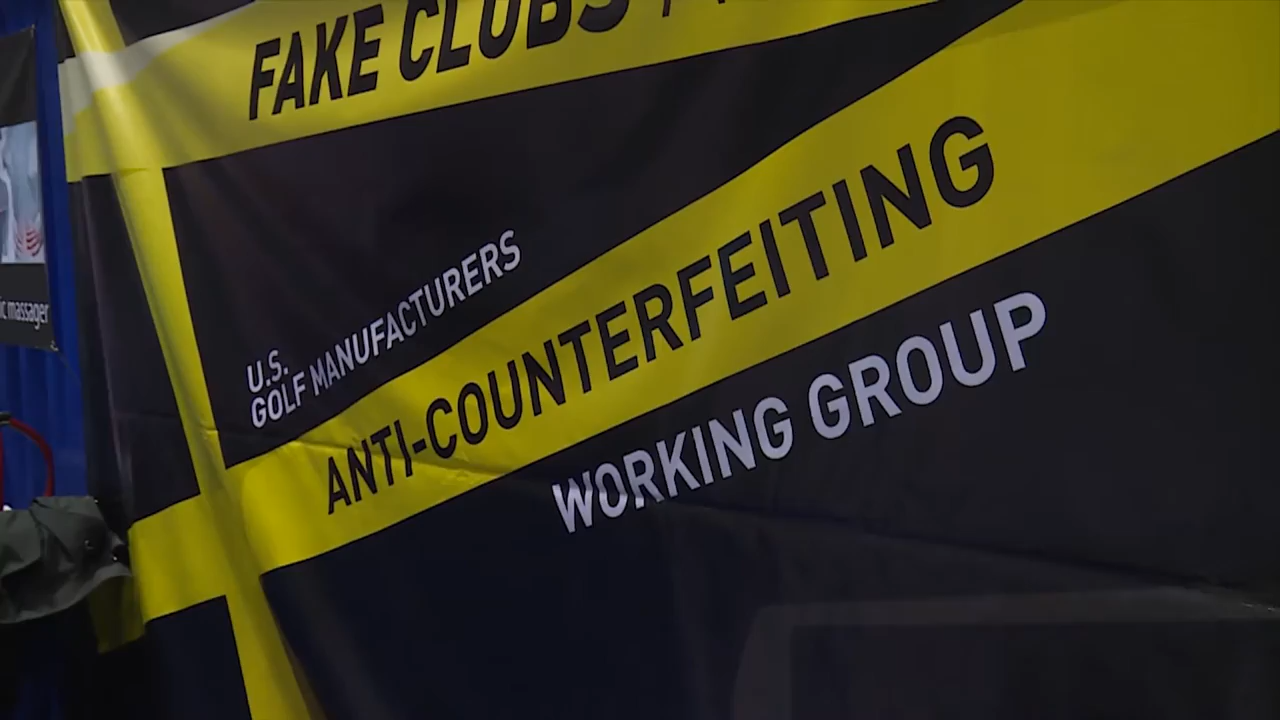 FAKE CLUBS
U.S.
GOLF MANUFACTURERS
ANTI-COUNTERFEITING
WORKING GROUP
massager